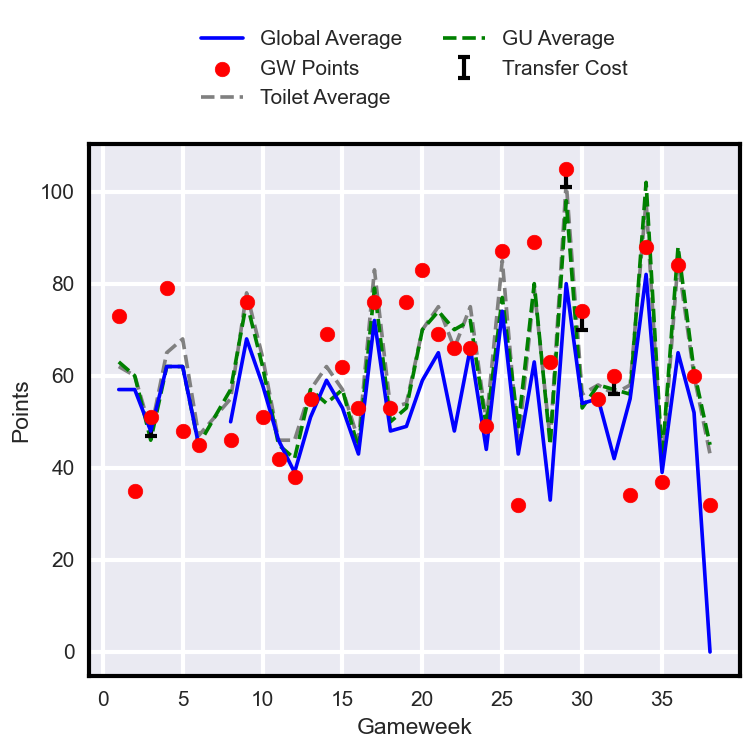 Global Average
GW Points
Toilet Average
GU Average
Transfer Cost
Points
100
80
60
40
20
0
0 5 10 15 20 25 30 35
Gameweek